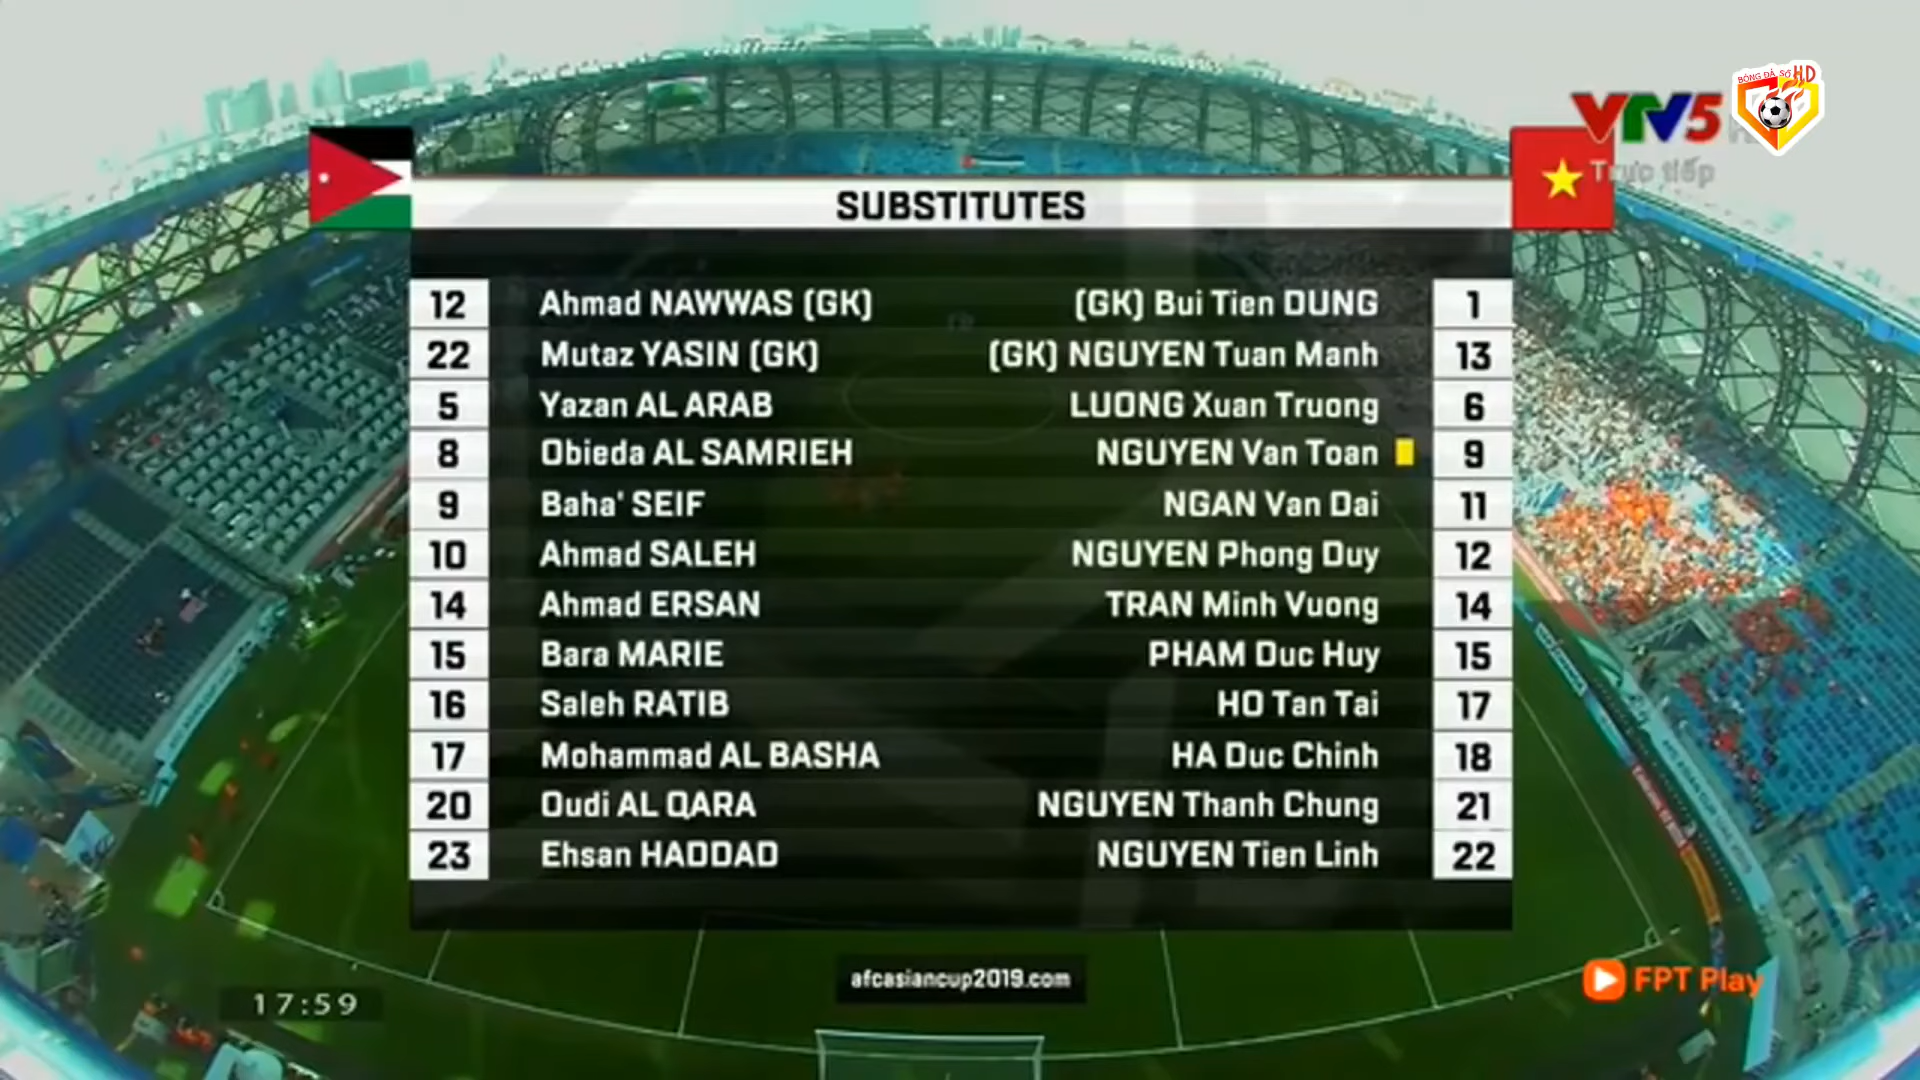 BÓNG ĐÁ SỐ HD
VTV5
Trực tiếp
SUBSTITUTES
12 Ahmad NAWWAS (GK) (GK) Bui Tien DUNG 1
22 Mutaz YASIN (GK) (GK) NGUYEN Tuan Manh 13
5 Yazan AL ARAB LUONG Xuan Truong 6
8 Obieda AL SAMRIEH NGUYEN Van Toan 9
9 Baha' SEIF NGAN Van Dai 11
10 Ahmad SALEH NGUYEN Phong Duy 12
14 Ahmad ERSAN TRAN Minh Vuong 14
15 Bara MARIE PHAM Duc Huy 15
16 Saleh RATIB HO Tan Tai 17
17 Mohammad AL BASHA HA Duc Chinh 18
20 Oudi AL QARA NGUYEN Thanh Chung 21
23 Ehsan HADDAD NGUYEN Tien Linh 22
afcasiancup2019.com
FPT Play
17:59